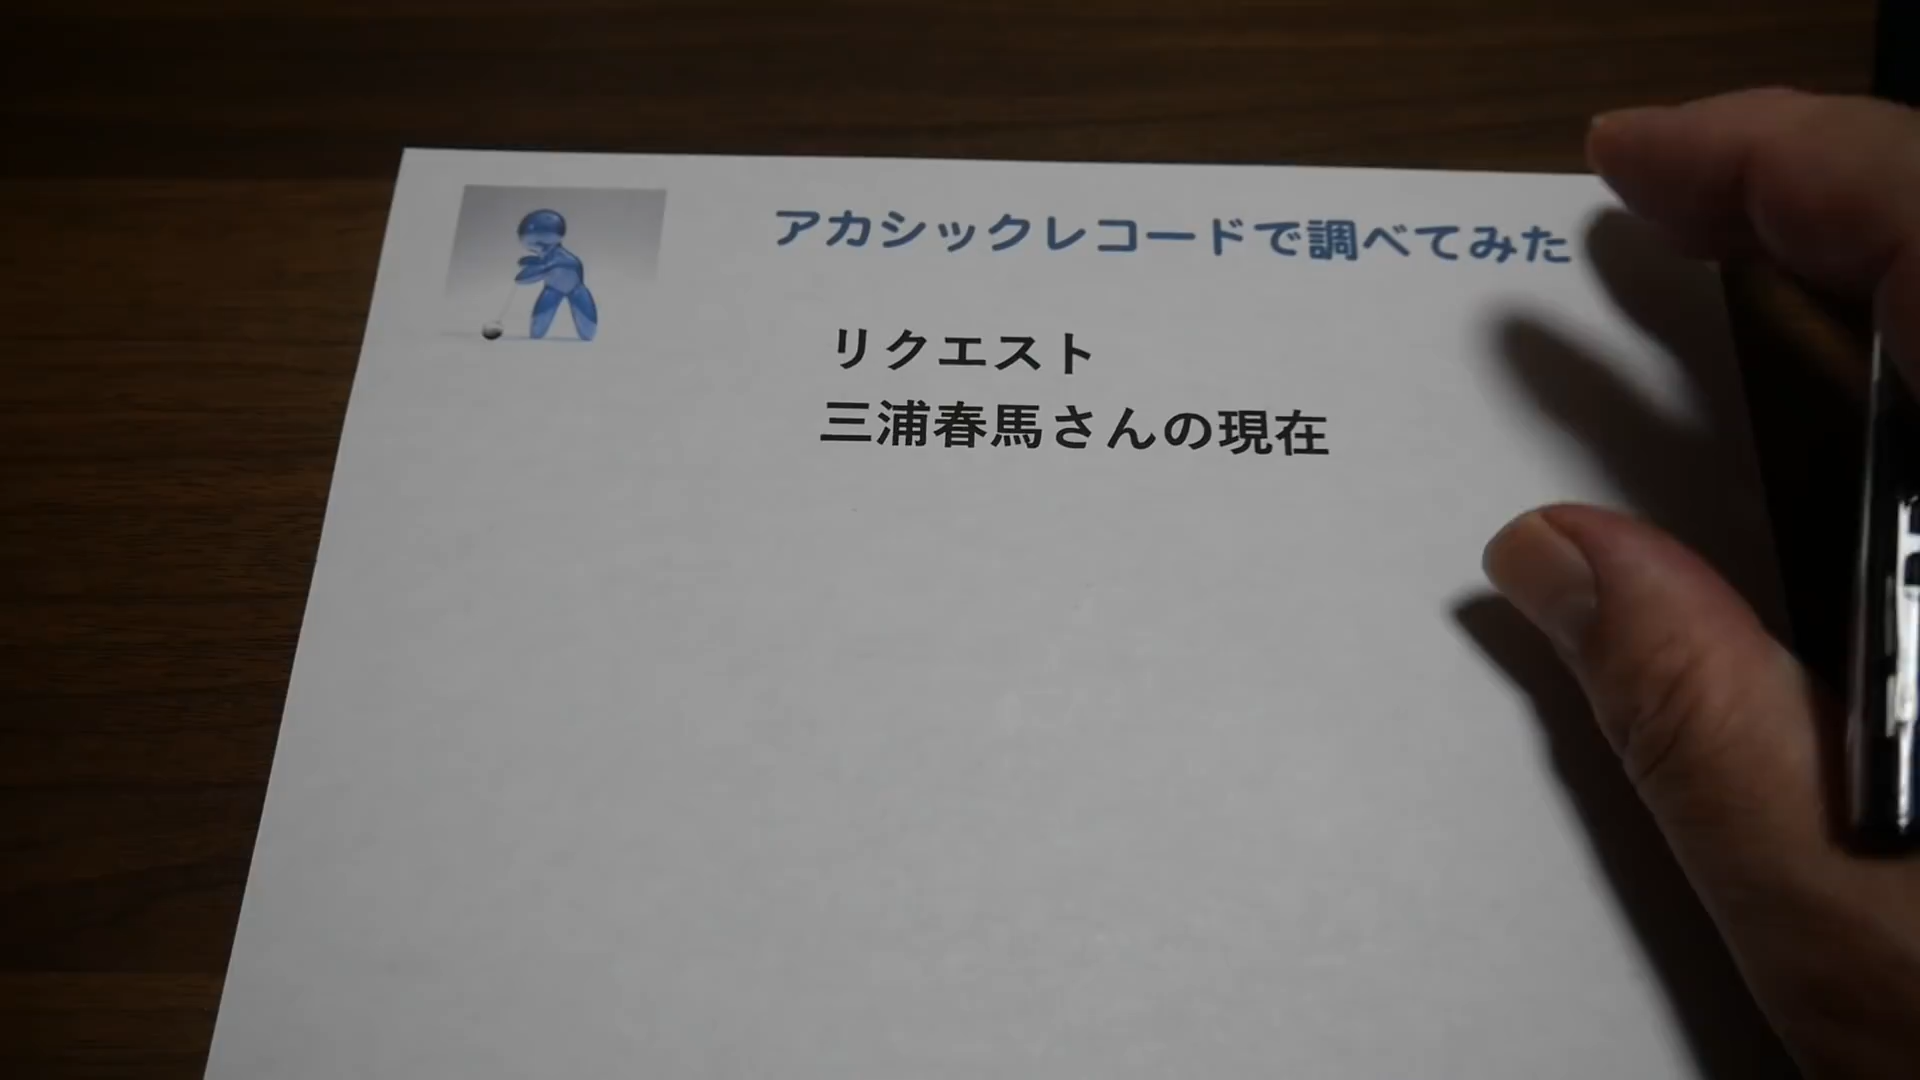 アカシックレコードで調べてみた
リクエスト
三浦春馬さんの現在